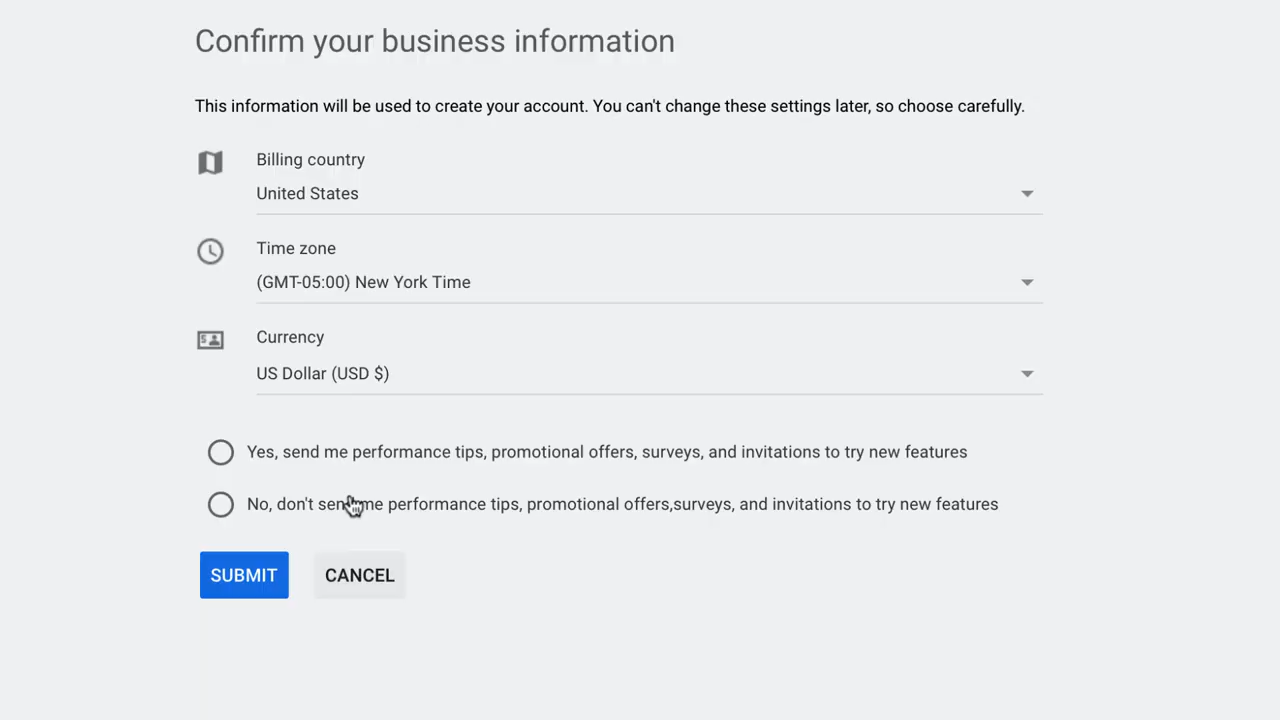 Confirm your business information
This information will be used to create your account. You can't change these settings later, so choose carefully.
Billing country
United States
Time zone
(GMT-05:00) New York Time
Currency
US Dollar (USD $)
Yes, send me performance tips, promotional offers, surveys, and invitations to try new features
No, don't send me performance tips, promotional offers,surveys, and invitations to try new features
SUBMIT CANCEL